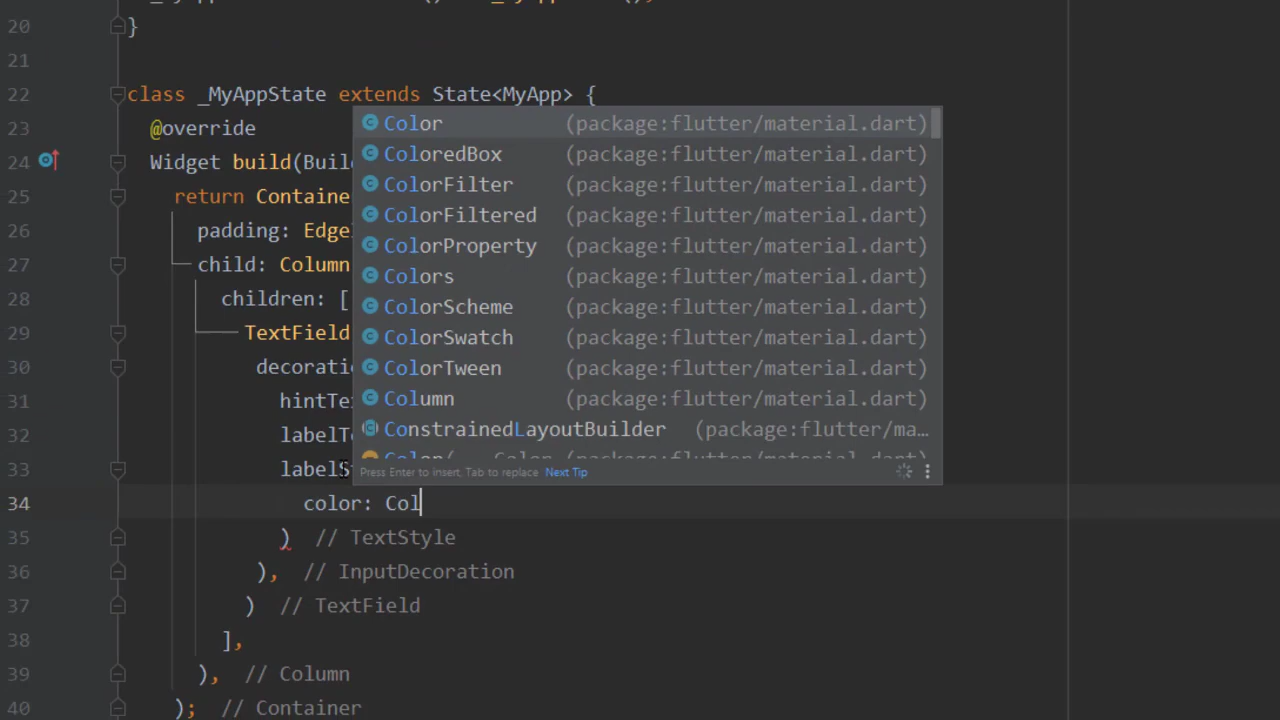 20 }
21
22 class _MyAppState extends State<MyApp> {
23 @override
24 Widget build(Buil
25 return Container
26 padding: Edge
27 child: Column
28 children: [
29 TextField
30 decoratio
31 hintTex
32 labelTe
33 labelS
Color (package:flutter/material.dart)
ColoredBox (package:flutter/material.dart)
ColorFilter (package:flutter/material.dart)
ColorFiltered (package:flutter/material.dart)
ColorProperty (package:flutter/material.dart)
Colors (package:flutter/material.dart)
ColorScheme (package:flutter/material.dart)
ColorSwatch (package:flutter/material.dart)
ColorTween (package:flutter/material.dart)
Column (package:flutter/material.dart)
ConstrainedLayoutBuilder (package:flutter/ma…
Press Enter to insert, Tab to replace Next Tip
34 color: Col
35 ) // TextStyle
36 ), // InputDecoration
37 ) // TextField
38 ],
39 ), // Column
40 ); // Container